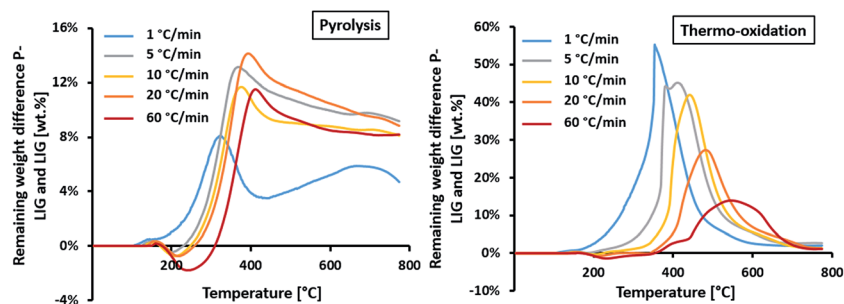 Pyrolysis
Remaining weight difference P-
LIG and LIG [wt.%]
16%
12%
8%
4%
0%
-4%
1 °C/min
5 °C/min
10 °C/min
20 °C/min
60 °C/min
200
400
600
800
Temperature [°C]
Thermo-oxidation
Remaining weight difference P-
LIG and LIG [wt.%]
60%
50%
40%
30%
20%
10%
0%
-10%
1 °C/min
5 °C/min
10 °C/min
20 °C/min
60 °C/min
200
400
600
800
Temperature [°C]